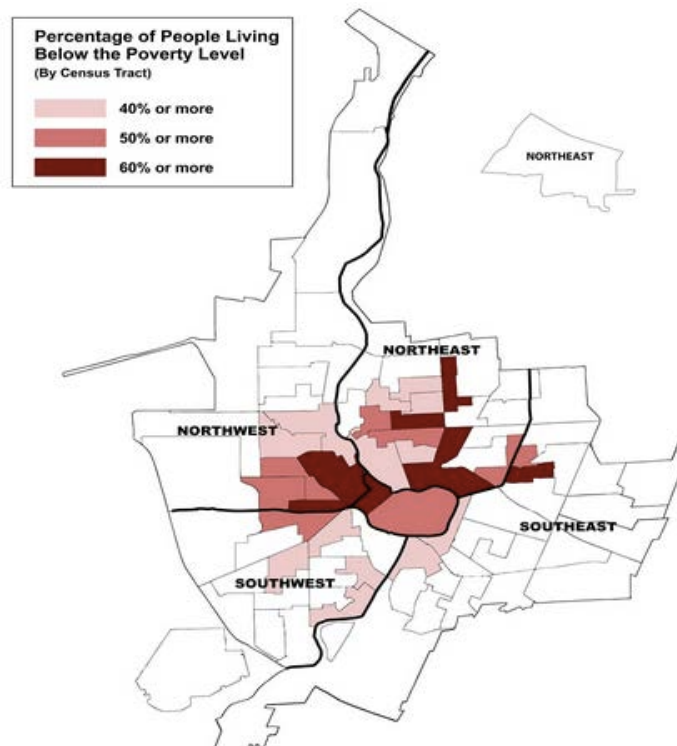 Percentage of People Living
Below the Poverty Level
(By Census Tract)
40% or more
50% or more
60% or more
NORTHEAST
NORTHEAST
NORTHWEST
SOUTHEAST
SOUTHWEST